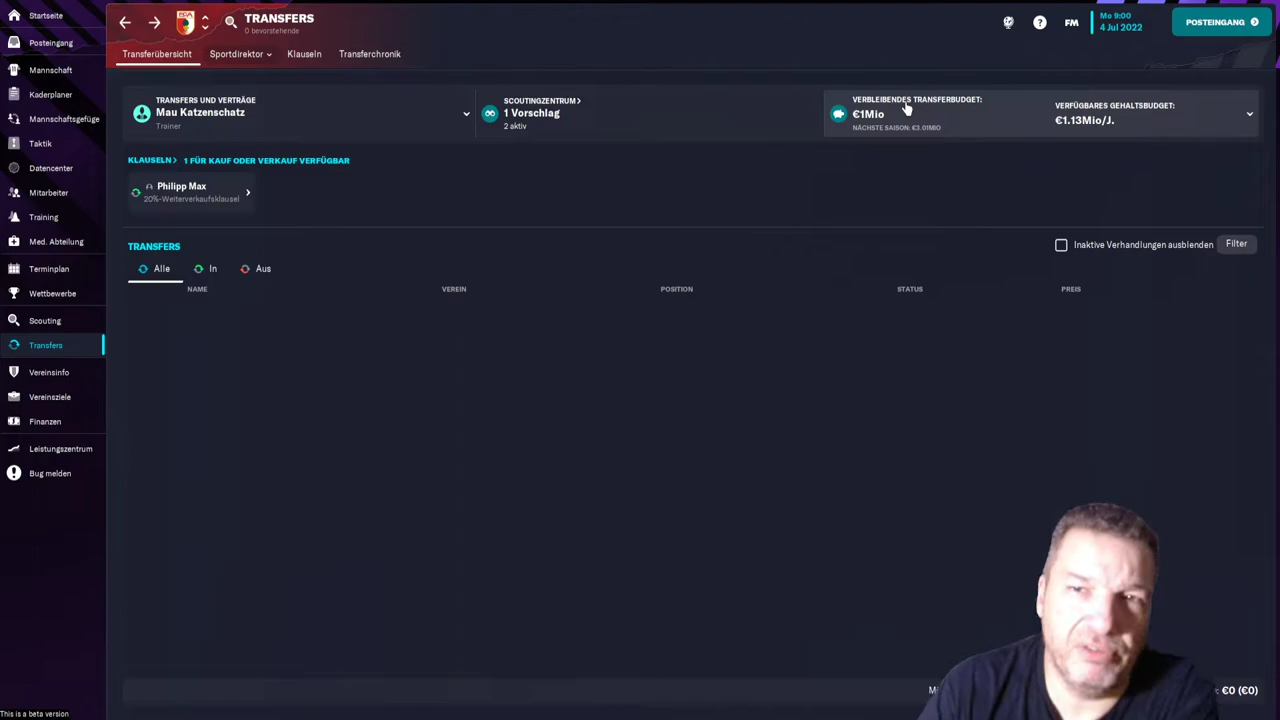 Startseite
Posteingang
Mannschaft
Kaderplaner
Mannschaftsgefüge
Taktik
Datencenter
Mitarbeiter
Training
Med. Abteilung
Terminplan
Wettbewerbe
Scouting
Transfers
Vereinsinfo
Vereinsziele
Finanzen
Leistungszentrum
Bug melden
This is a beta version
TRANSFERS
0 bevorstehende
FM
Mo 9:00
4 Jul 2022
POSTEINGANG
Transferübersicht
Sportdirektor
Klauseln
Transferchronik
TRANSFERS UND VERTRÄGE
Mau Katzenschatz
Trainer
SCOUTINGZENTRUM
1 Vorschlag
2 aktiv
VERBLEIBENDES TRANSFERBUDGET:
€1Mio
NÄCHSTE SAISON: €3.01MIO
VERFÜGBARES GEHALTSBUDGET:
€1.13Mio/J.
KLAUSELN 1 FÜR KAUF ODER VERKAUF VERFÜGBAR
Philipp Max
20%-Weiterverkaufsklausel
TRANSFERS
Inaktive Verhandlungen ausblenden
Filter
Alle
In
Aus
NAME
VEREIN
POSITION
STATUS
PREIS
€0 (€0)